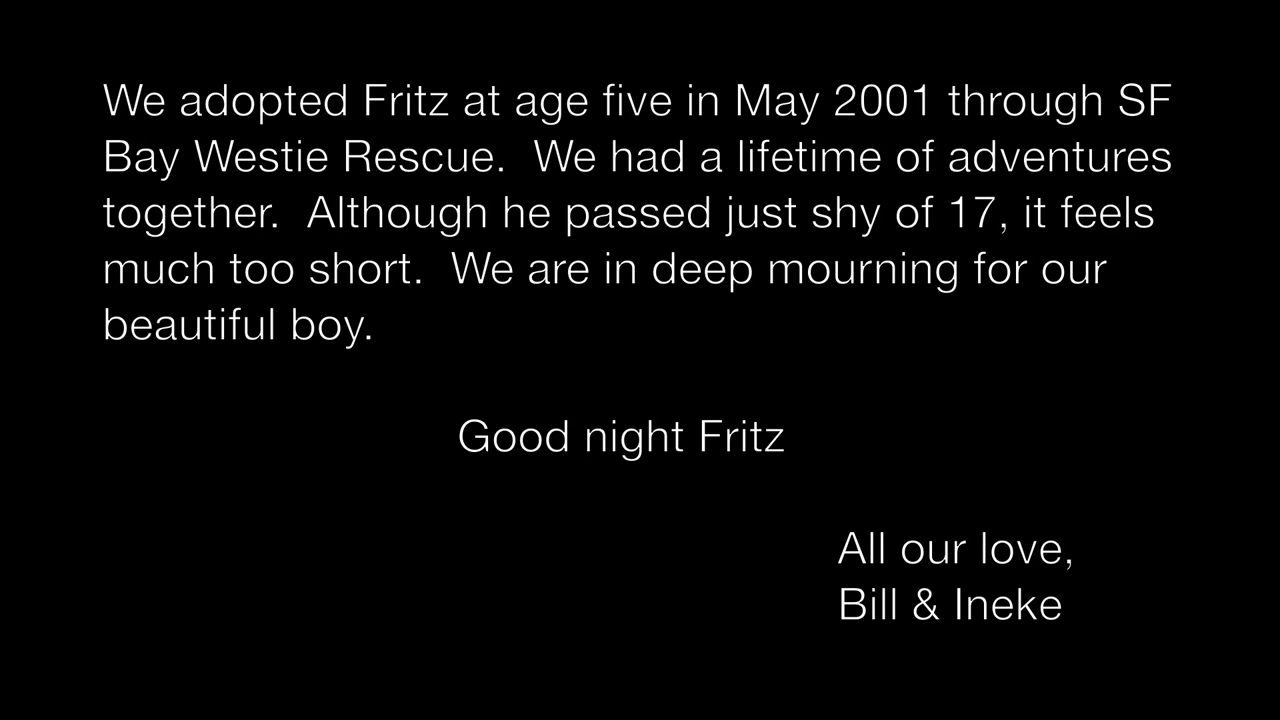 We adopted Fritz at age five in May 2001 through SF
Bay Westie Rescue.  We had a lifetime of adventures
together.  Although he passed just shy of 17, it feels
much too short.  We are in deep mourning for our
beautiful boy.
Good night Fritz
All our love,
Bill & Ineke